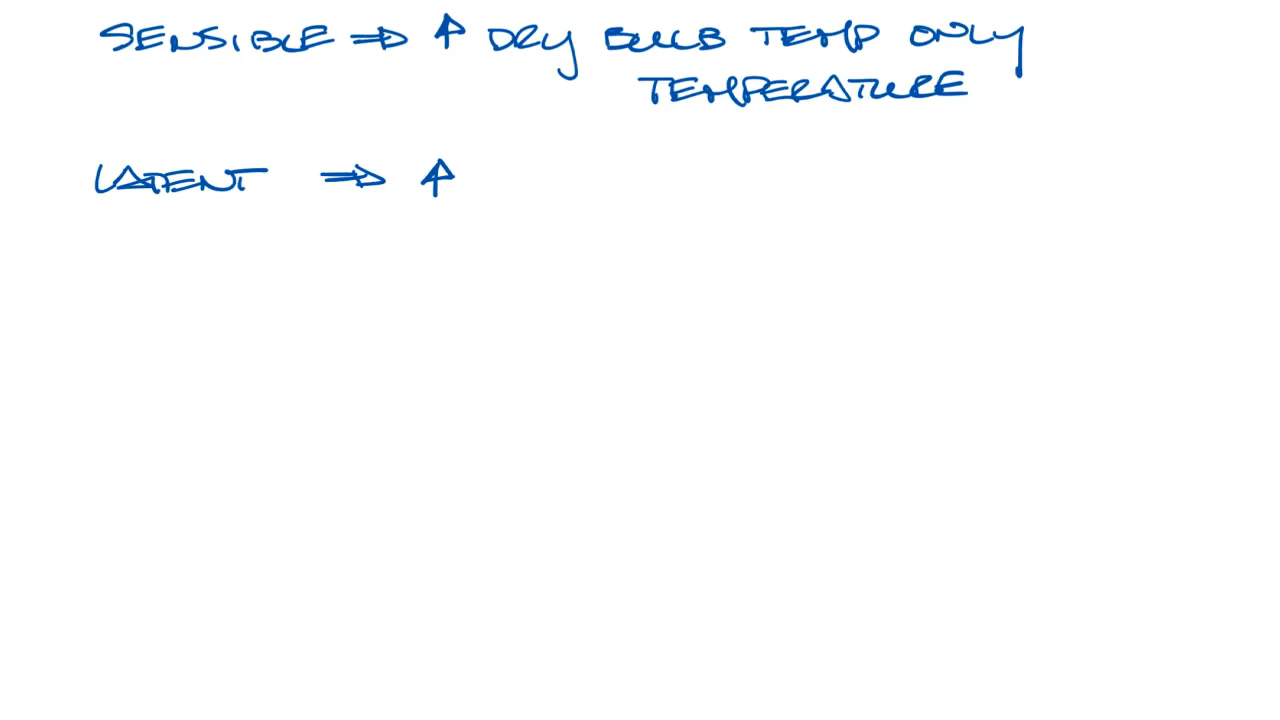 SENSIBLE ⇒ ↑ DRY BULB TEMP ONLY
TEMPERATURE
LATENT ⇒ ↑